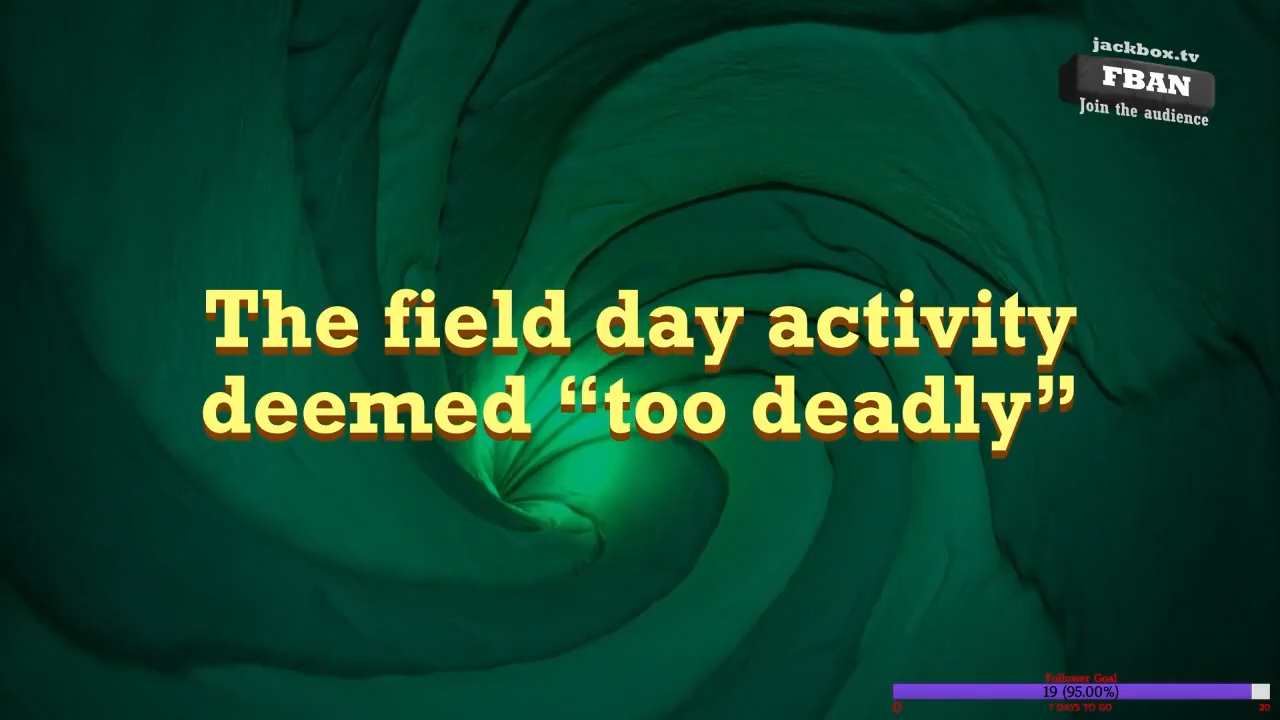 jackbox.tv
FBAN
Join the audience
The field day activity
deemed “too deadly”
Follower Goal
19 (95.00%)
0
7 DAYS TO GO
20